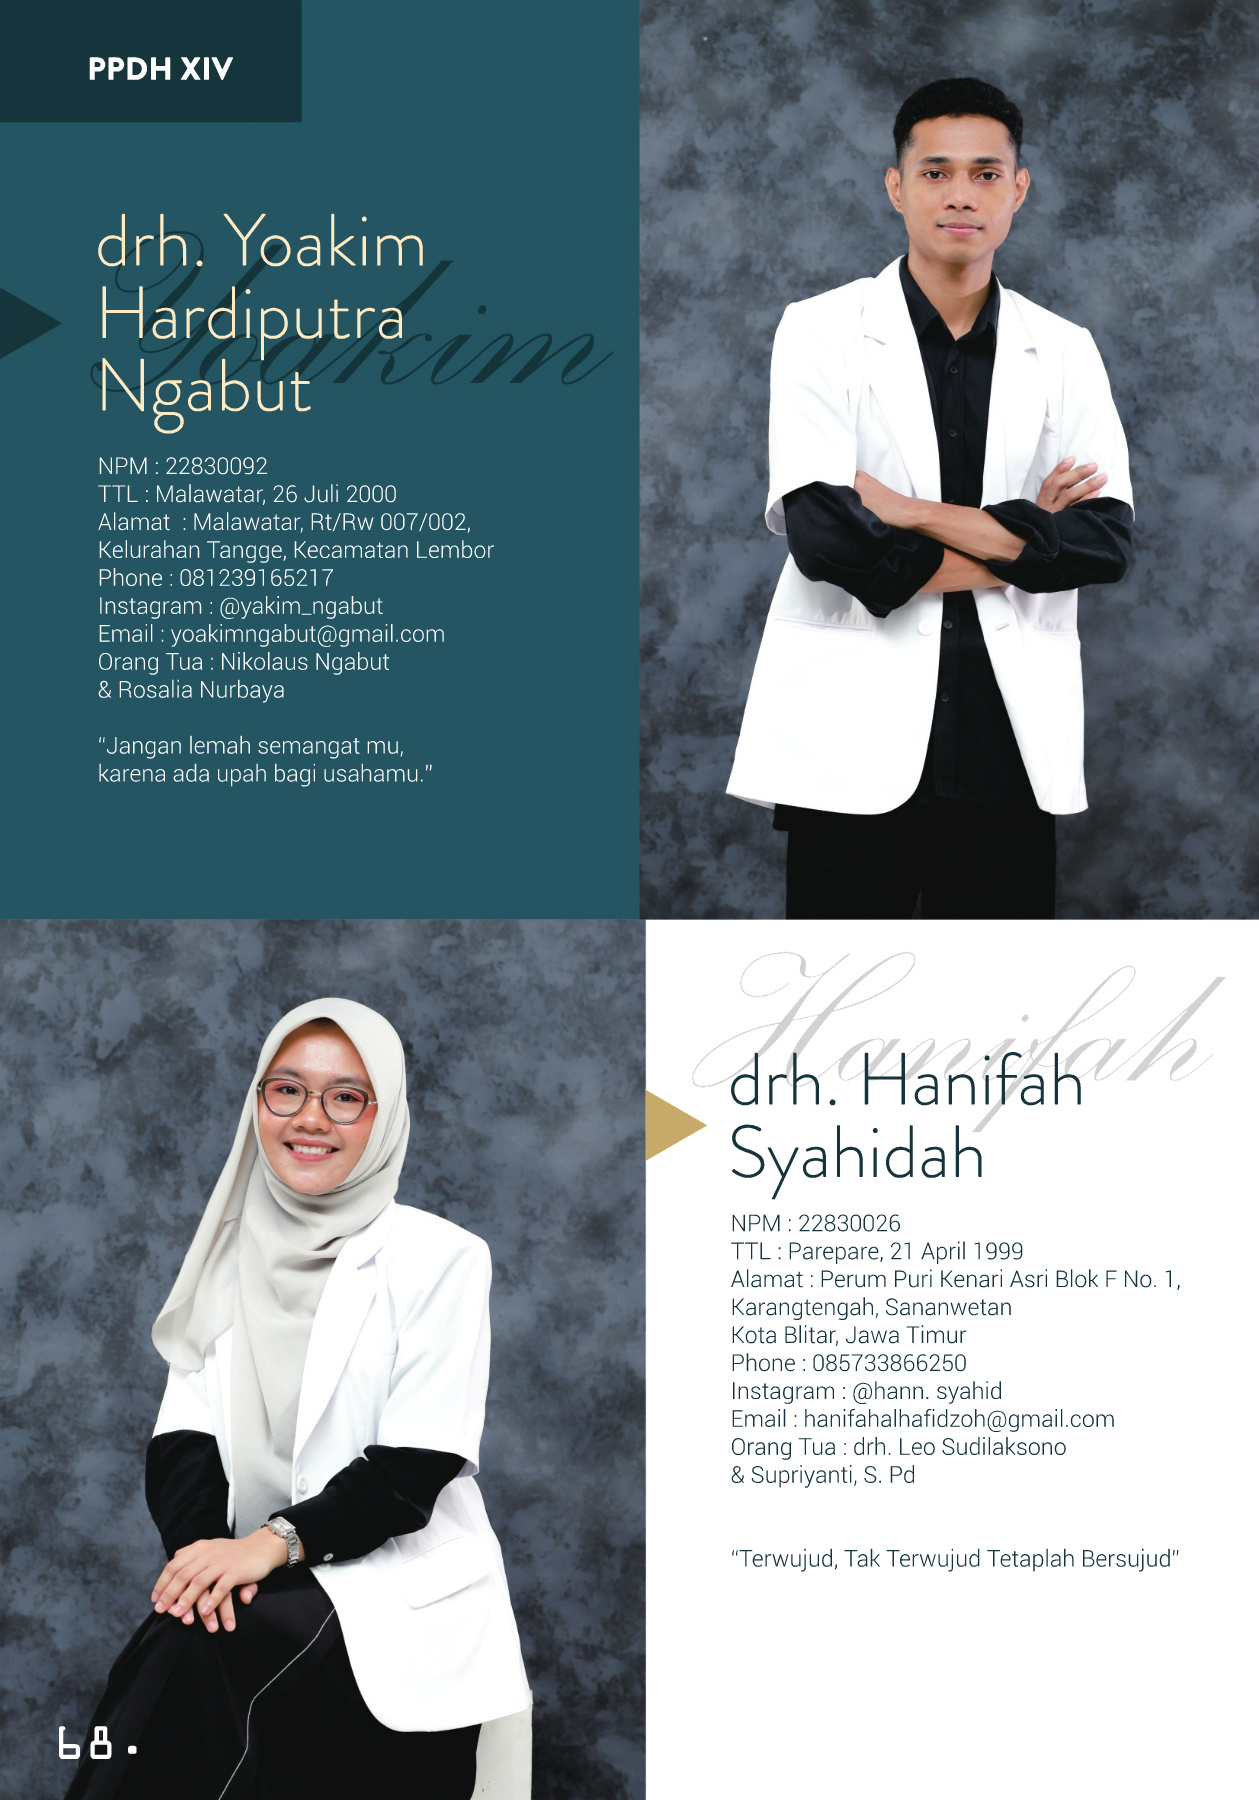 PPDH XIV
drh. Yoakim
Hardiputra
Ngabut
Yoakim
NPM : 22830092
TTL : Malawatar, 26 Juli 2000
Alamat : Malawatar, Rt/Rw 007/002,
Kelurahan Tangge, Kecamatan Lembor
Phone : 081239165217
Instagram : @yakim_ngabut
Email : yoakimngabut@gmail.com
Orang Tua : Nikolaus Ngabut
& Rosalia Nurbaya
“Jangan lemah semangat mu,
karena ada upah bagi usahamu.”
Hanifah
drh. Hanifah
Syahidah
NPM : 22830026
TTL : Parepare, 21 April 1999
Alamat : Perum Puri Kenari Asri Blok F No. 1,
Karangtengah, Sananwetan
Kota Blitar, Jawa Timur
Phone : 085733866250
Instagram : @hann. syahid
Email : hanifahalhafidzoh@gmail.com
Orang Tua : drh. Leo Sudilaksono
& Supriyanti, S. Pd
“Terwujud, Tak Terwujud Tetaplah Bersujud”
68.